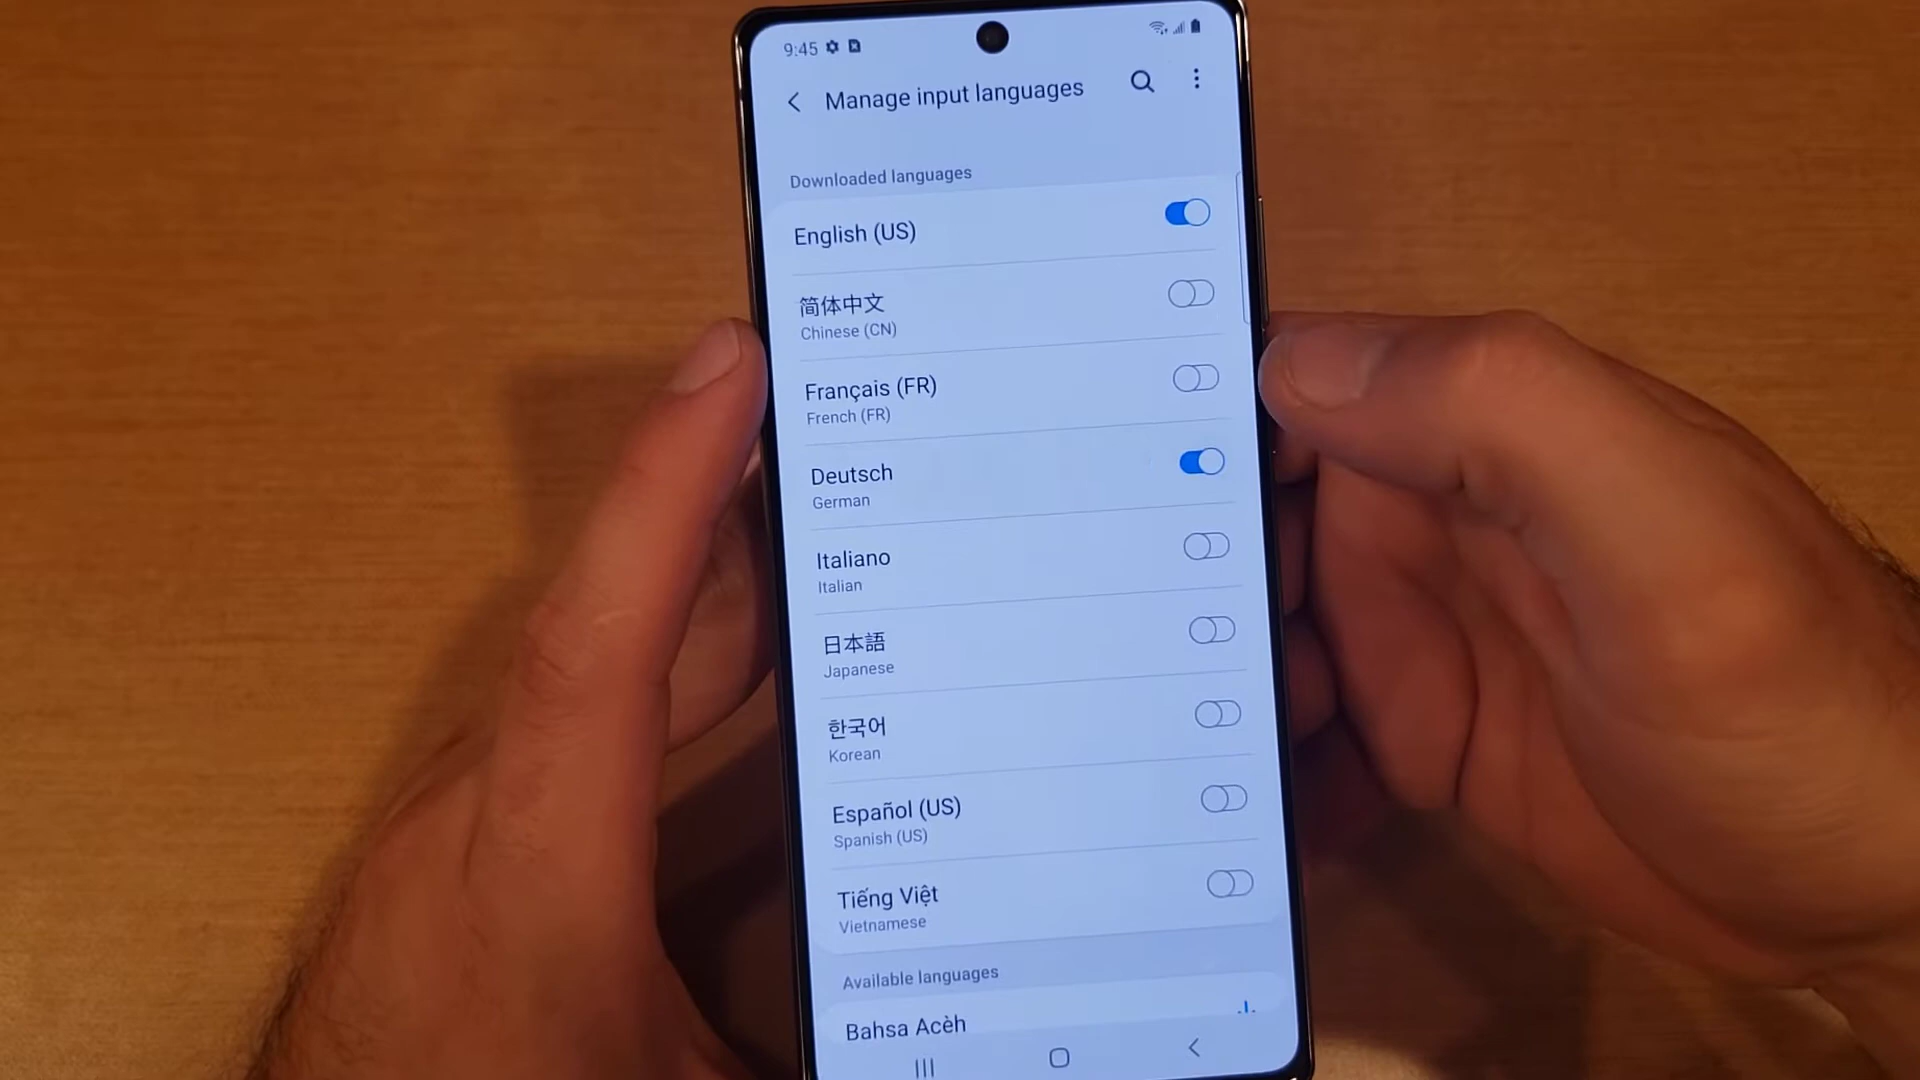 9:45
Manage input languages
Downloaded languages
English (US)
简体中文
Chinese (CN)
Français (FR)
French (FR)
Deutsch
German
Italiano
Italian
日本語
Japanese
한국어
Korean
Español (US)
Spanish (US)
Tiếng Việt
Vietnamese
Available languages
Bahsa Acèh